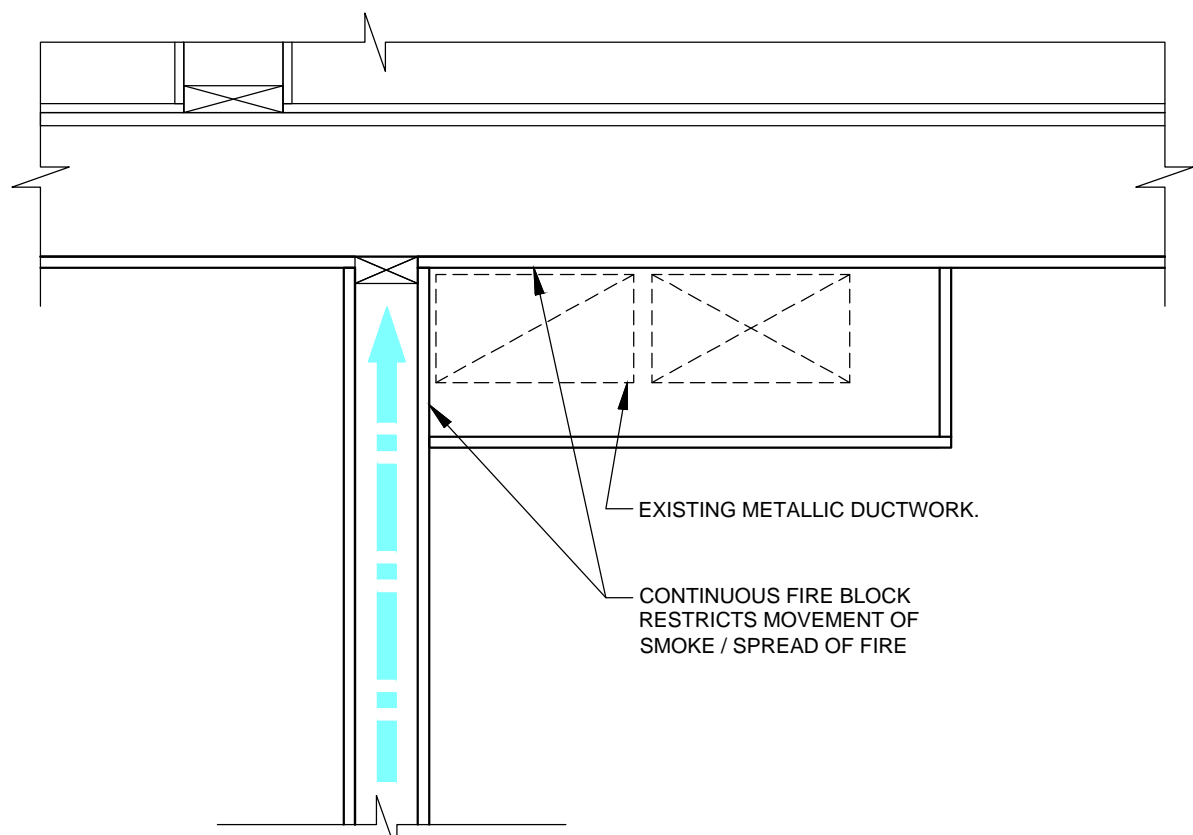 EXISTING METALLIC DUCTWORK.
CONTINUOUS FIRE BLOCK
RESTRICTS MOVEMENT OF
SMOKE / SPREAD OF FIRE